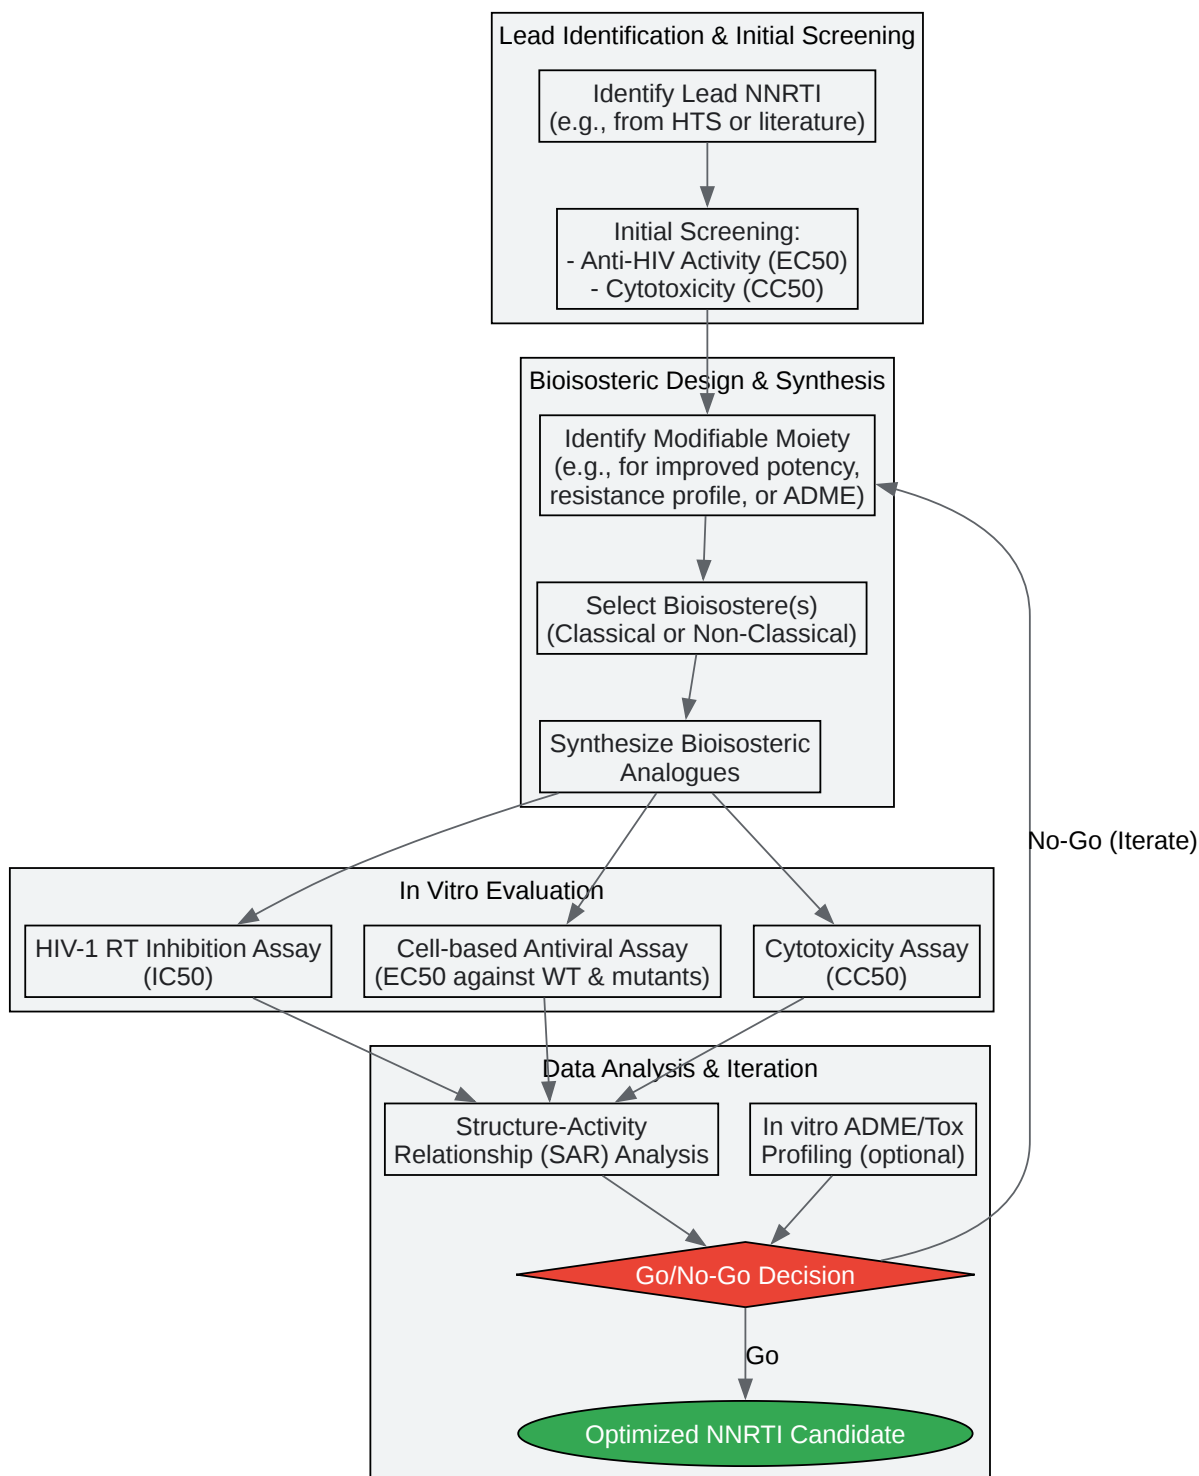 Lead Identification & Initial Screening
Identify Lead NNRTI
(e.g., from HTS or literature)
Initial Screening:
- Anti-HIV Activity (EC50)
- Cytotoxicity (CC50)
Bioisosteric Design & Synthesis
Identify Modifiable Moiety
(e.g., for improved potency,
resistance profile, or ADME)
Select Bioisostere(s)
(Classical or Non-Classical)
Synthesize Bioisosteric
Analogues
No-Go (Iterate)
In Vitro Evaluation
HIV-1 RT Inhibition Assay
(IC50)
Cell-based Antiviral Assay
(EC50 against WT & mutants)
Cytotoxicity Assay
(CC50)
Data Analysis & Iteration
Structure-Activity
Relationship (SAR) Analysis
In vitro ADME/Tox
Profiling (optional)
Go/No-Go Decision
Go
Optimized NNRTI Candidate